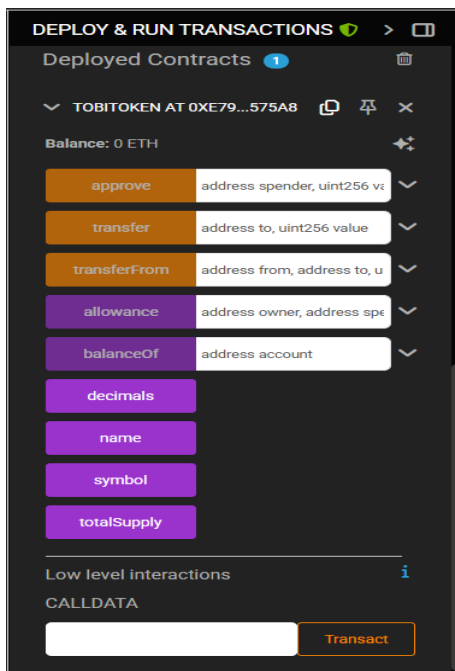 DEPLOY & RUN TRANSACTIONS
Deployed Contracts 1
TOBITOKEN AT 0XE79...575A8
Balance: 0 ETH
approve address spender, uint256 va
transfer address to, uint256 value
transferFrom address from, address to, u
allowance address owner, address spe
balanceOf address account
decimals
name
symbol
totalSupply
Low level interactions i
CALLDATA
Transact